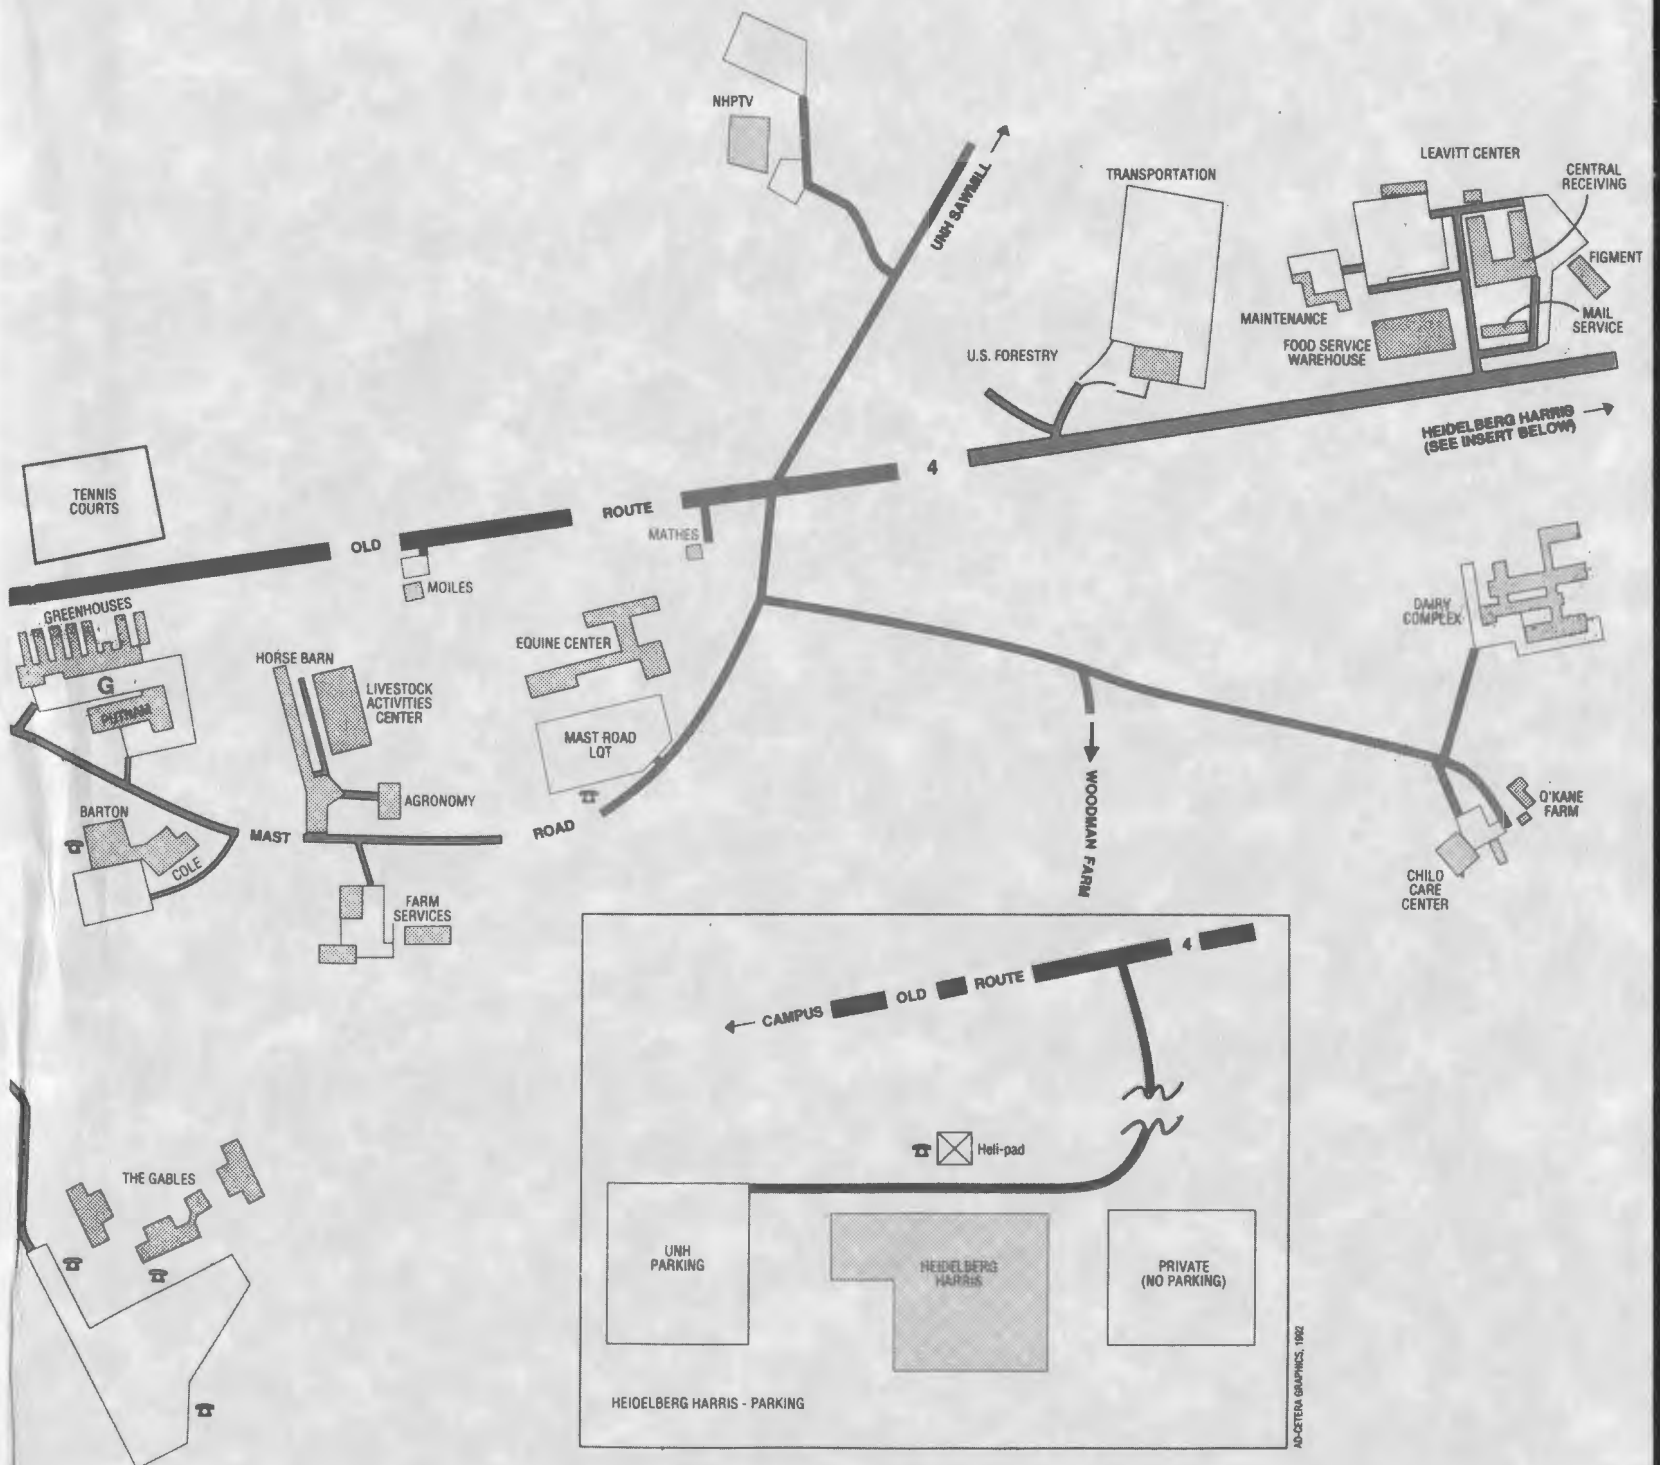 NHPTV
UNH SAWMILL
TRANSPORTATION
LEAVITT CENTER
CENTRAL
RECEIVING
FIGMENT
MAINTENANCE
MAIL
SERVICE
FOOD SERVICE
WAREHOUSE
U.S. FORESTRY
HEIDELBERG HARRIS
(SEE INSERT BELOW)
TENNIS
COURTS
OLD
ROUTE
4
MATHES
MOILES
GREENHOUSES
G
PUTNAM
HORSE BARN
LIVESTOCK
ACTIVITIES
CENTER
EQUINE CENTER
MAST ROAD
LOT
DAIRY
COMPLEX
AGRONOMY
BARTON
COLE
MAST
ROAD
WOODMAN FARM
O'KANE
FARM
CHILD
CARE
CENTER
FARM
SERVICES
CAMPUS
OLD
ROUTE
4
Heli-pad
THE GABLES
UNH
PARKING
HEIDELBERG
HARRIS
PRIVATE
(NO PARKING)
HEIDELBERG HARRIS - PARKING
AD-CETERA GRAPHICS, 1992